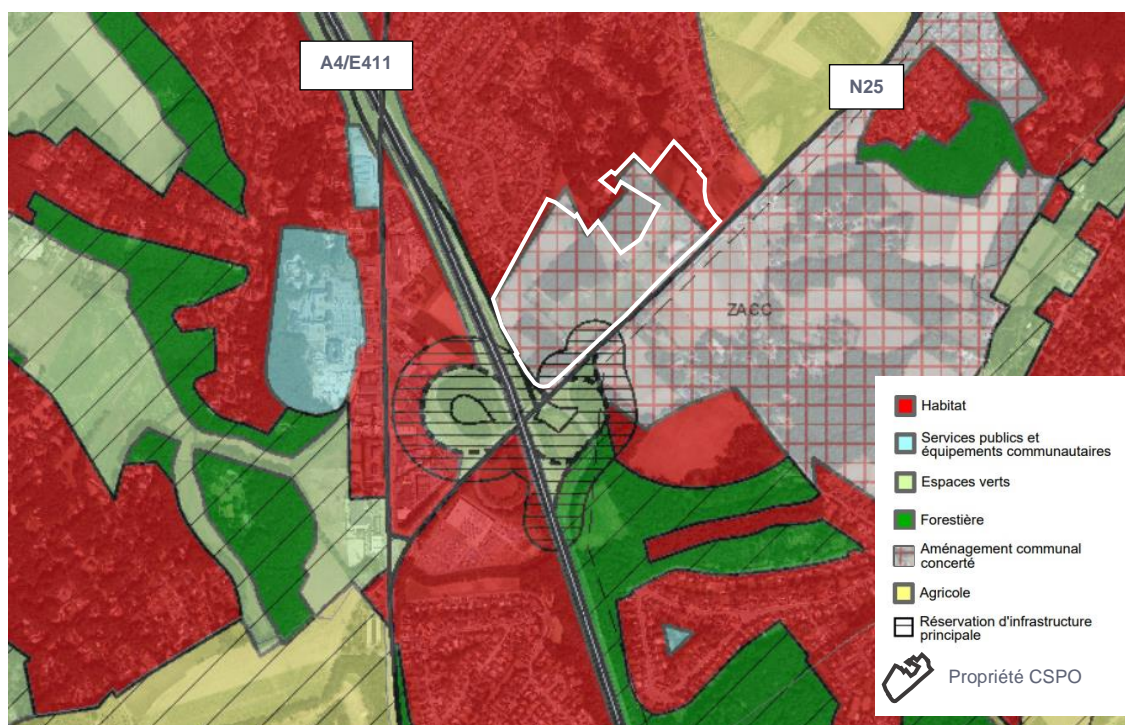 A4/E411
N25
ZACC
Habitat
Services publics et
équipements communautaires
Espaces verts
Forestière
Aménagement communal
concerté
Agricole
Réservation d'infrastructure
principale
Propriété CSPO